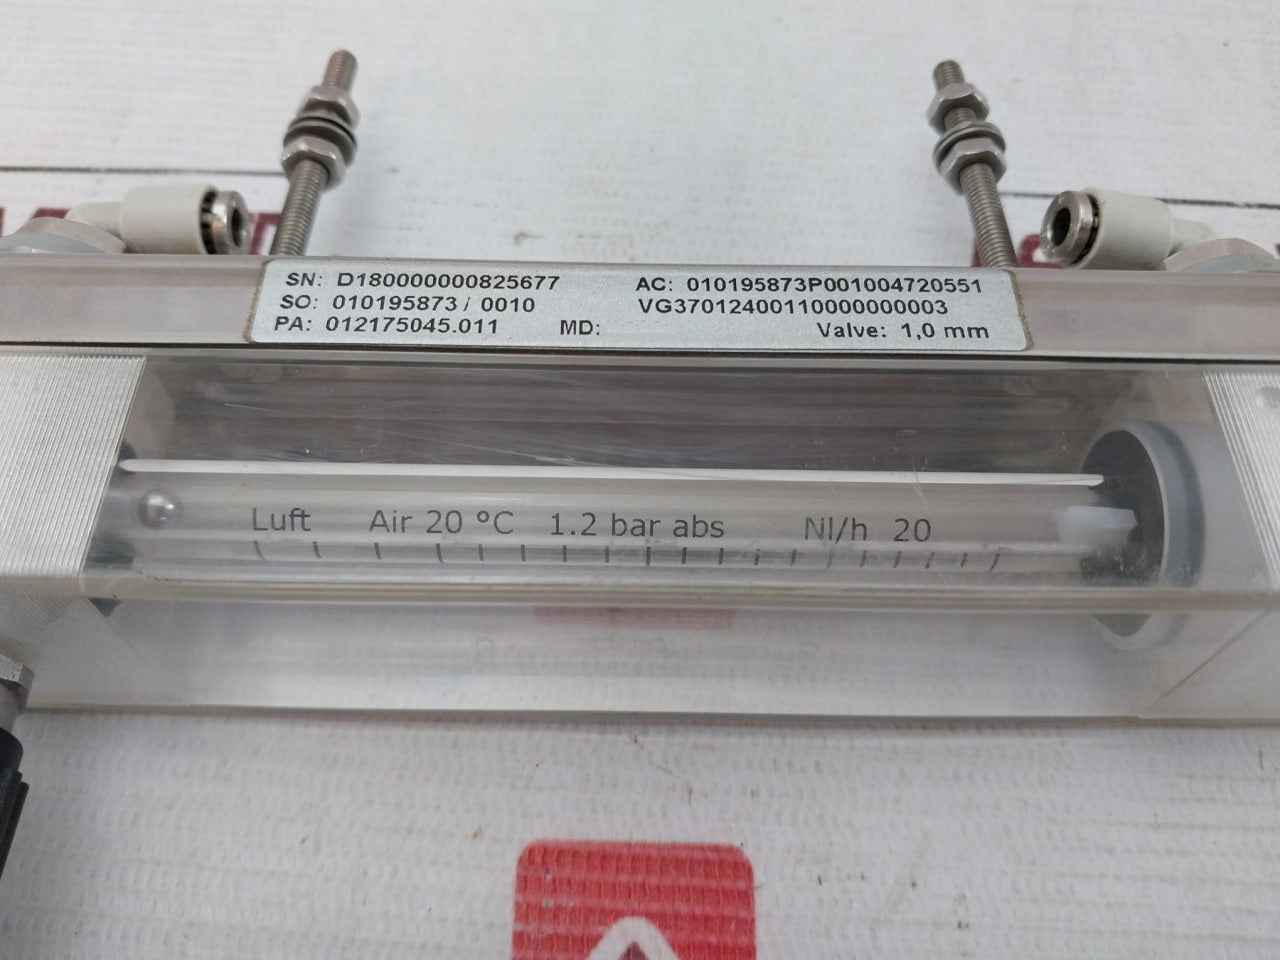 SN: D180000000825677 AC: 010195873P001004720551
SO: 010195873 / 0010 VG37012400110000000003
PA: 012175045.011 MD: Valve: 1,0 mm
Luft Air 20 °C 1.2 bar abs Nl/h 20